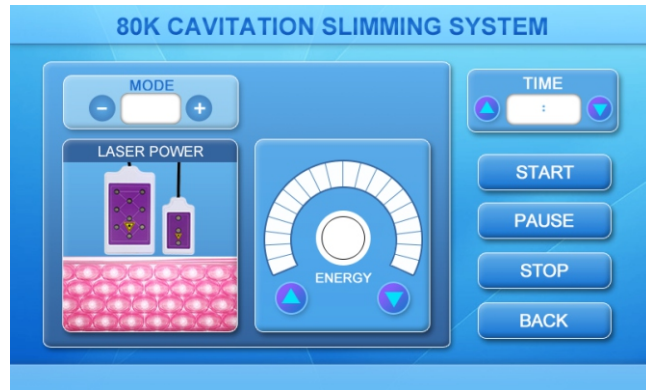 80K CAVITATION SLIMMING SYSTEM
MODE
- +
TIME
:
LASER POWER
ENERGY
START
PAUSE
STOP
BACK